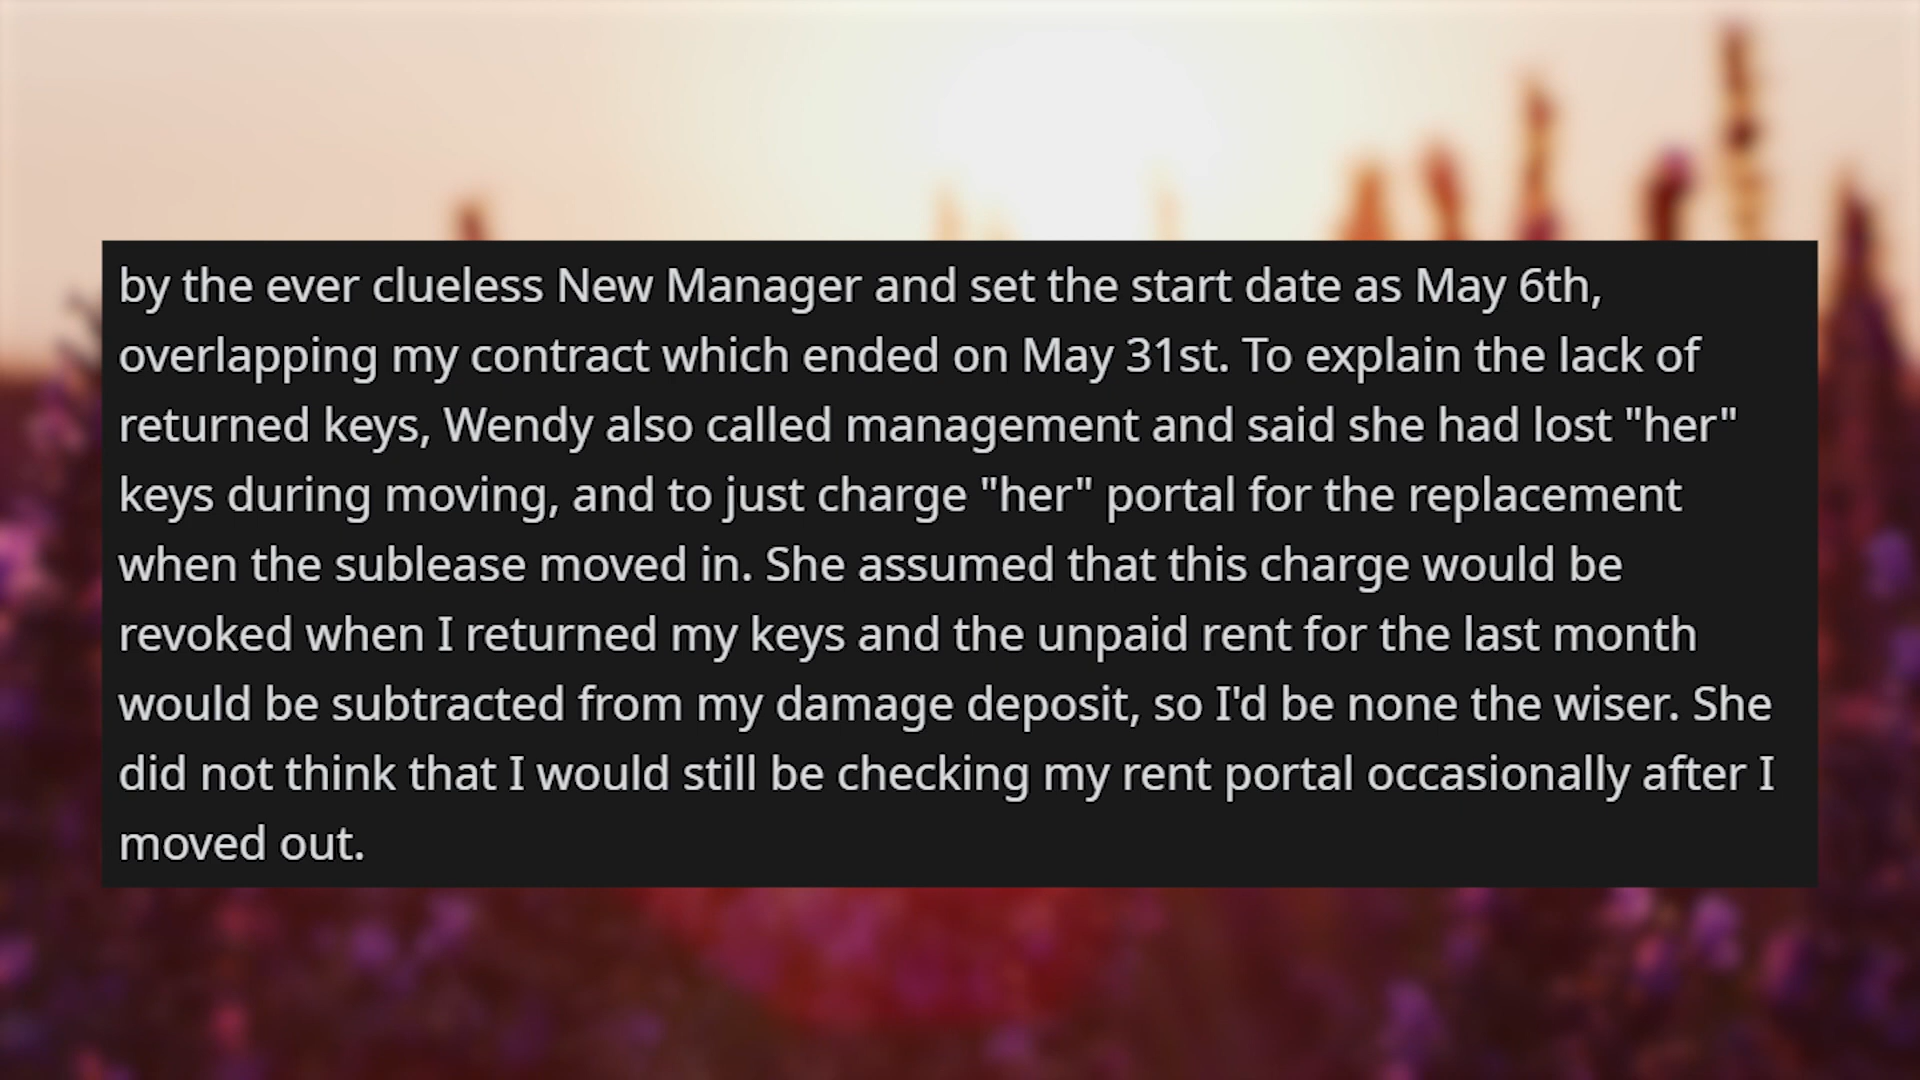 by the ever clueless New Manager and set the start date as May 6th,
overlapping my contract which ended on May 31st. To explain the lack of
returned keys, Wendy also called management and said she had lost "her"
keys during moving, and to just charge "her" portal for the replacement
when the sublease moved in. She assumed that this charge would be
revoked when I returned my keys and the unpaid rent for the last month
would be subtracted from my damage deposit, so I'd be none the wiser. She
did not think that I would still be checking my rent portal occasionally after I
moved out.